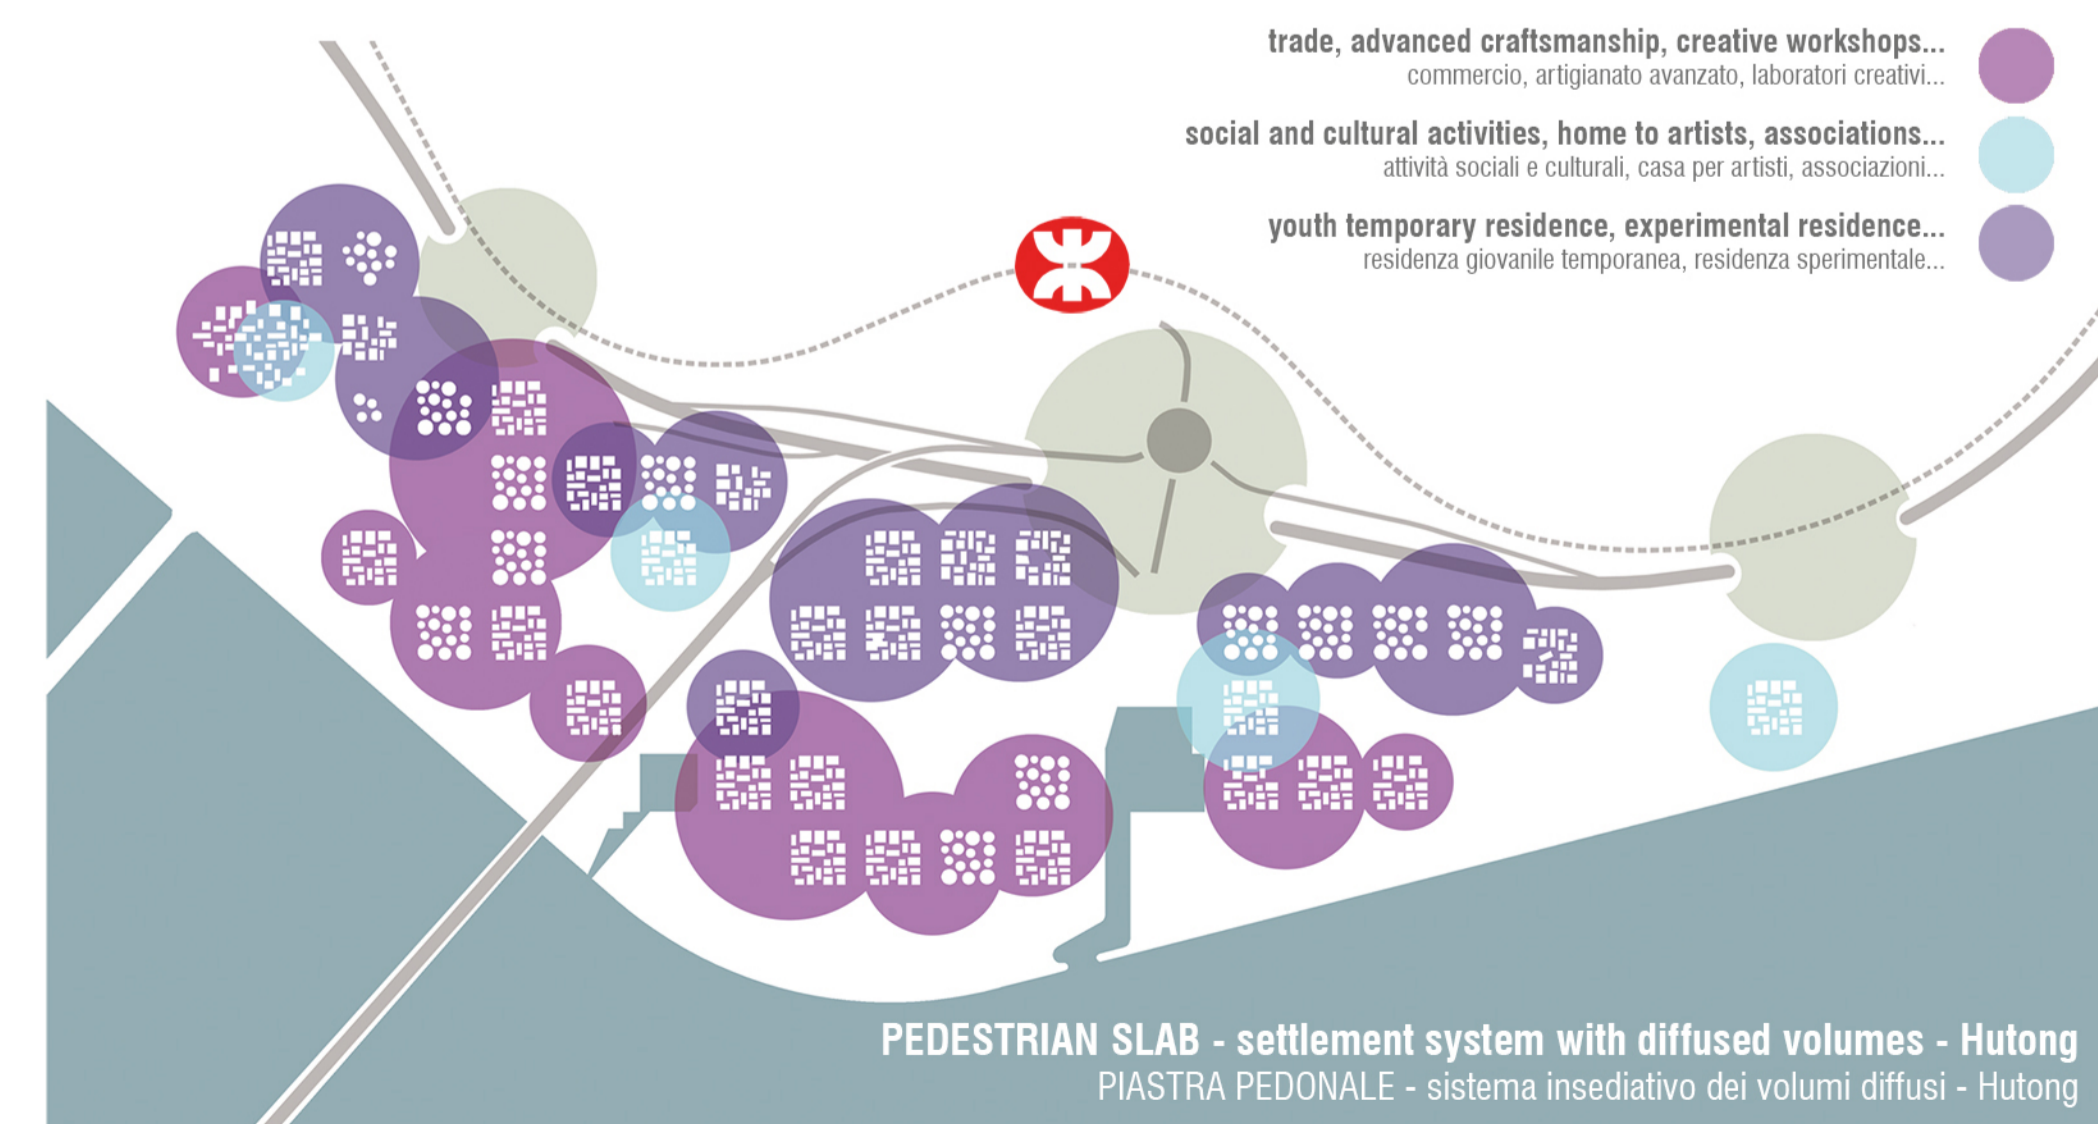 trade, advanced craftsmanship, creative workshops...
commercio, artigianato avanzato, laboratori creativi...
social and cultural activities, home to artists, associations...
attività sociali e culturali, casa per artisti, associazioni...
youth temporary residence, experimental residence...
residenza giovanile temporanea, residenza sperimentale...
PEDESTRIAN SLAB - settlement system with diffused volumes - Hutong
PIASTRA PEDONALE - sistema insediativo dei volumi diffusi - Hutong